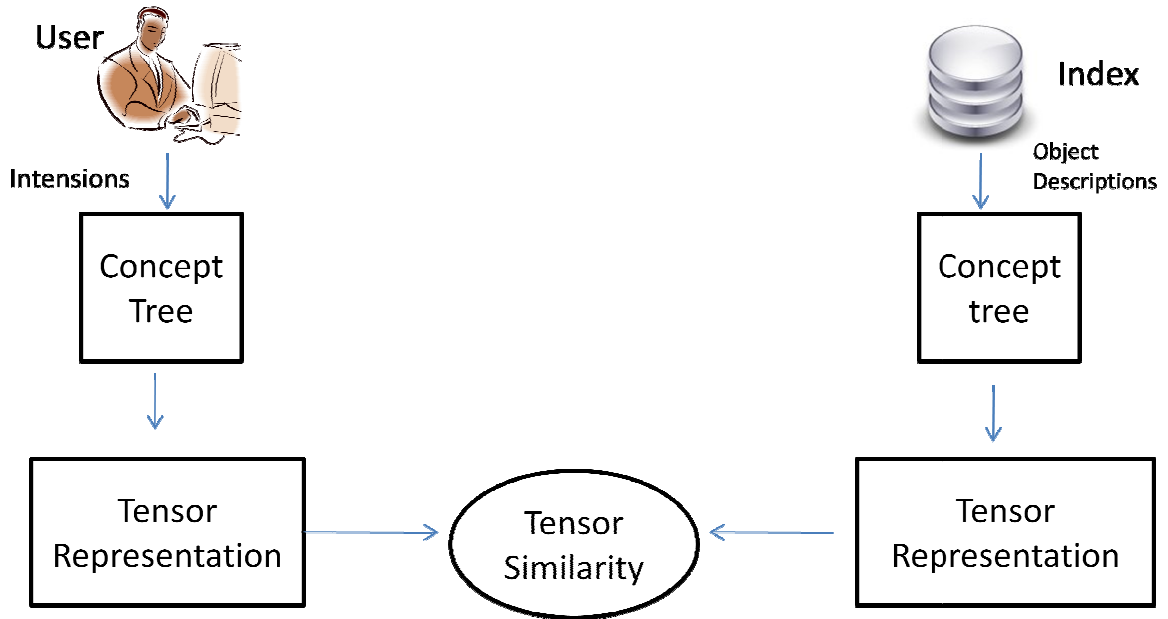 User
Index
Intensions
Object
Descriptions
Concept
Tree
Concept
tree
Tensor
Representation
Tensor
Similarity
Tensor
Representation